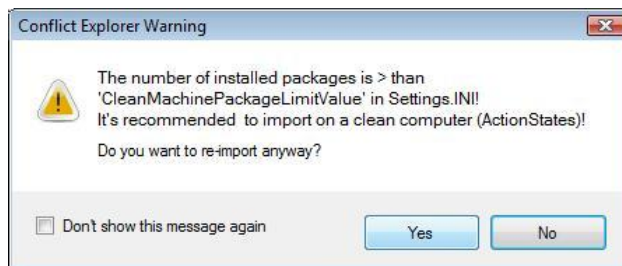 Conflict Explorer Warning
The number of installed packages is > than
'CleanMachinePackageLimitValue' in Settings.INI!
It's recommended to import on a clean computer (ActionStates)!
Do you want to re-import anyway?
Don't show this message again
Yes
No